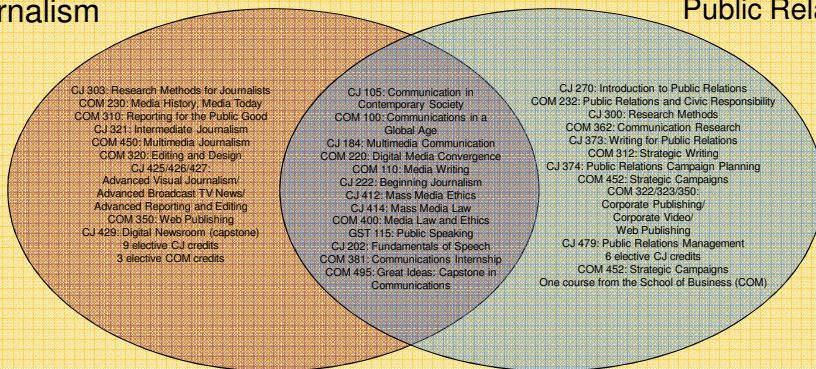 rnalism
Public Rela
CJ 303: Research Methods for Journalists
COM 230: Media History, Media Today
COM 310: Reporting for the Public Good
CJ 321: Intermediate Journalism
COM 450: Multimedia Journalism
COM 320: Editing and Design
CJ 425/426/427:
Advanced Visual Journalism/
Advanced Broadcast TV News/
Advanced Reporting and Editing
COM 350: Web Publishing
CJ 429: Digital Newsroom (capstone)
9 elective CJ credits
3 elective COM credits
CJ 105: Communication in
Contemporary Society
COM 100: Communications in a
Global Age
CJ 184: Multimedia Communication
COM 220: Digital Media Convergence
COM 110: Media Writing
CJ 222: Beginning Journalism
CJ 412: Mass Media Ethics
CJ 414: Mass Media Law
COM 400: Media Law and Ethics
GST 115: Public Speaking
CJ 202: Fundamentals of Speech
COM 381: Communications Internship
COM 495: Great Ideas: Capstone in
Communications
CJ 270: Introduction to Public Relations
COM 232: Public Relations and Civic Responsibility
CJ 300: Research Methods
COM 362: Communication Research
CJ 373: Writing for Public Relations
COM 312: Strategic Writing
CJ 374: Public Relations Campaign Planning
COM 452: Strategic Campaigns
COM 322/323/350:
Corporate Publishing/
Corporate Video/
Web Publishing
CJ 479: Public Relations Management
6 elective CJ credits
COM 452: Strategic Campaigns
One course from the School of Business (COM)